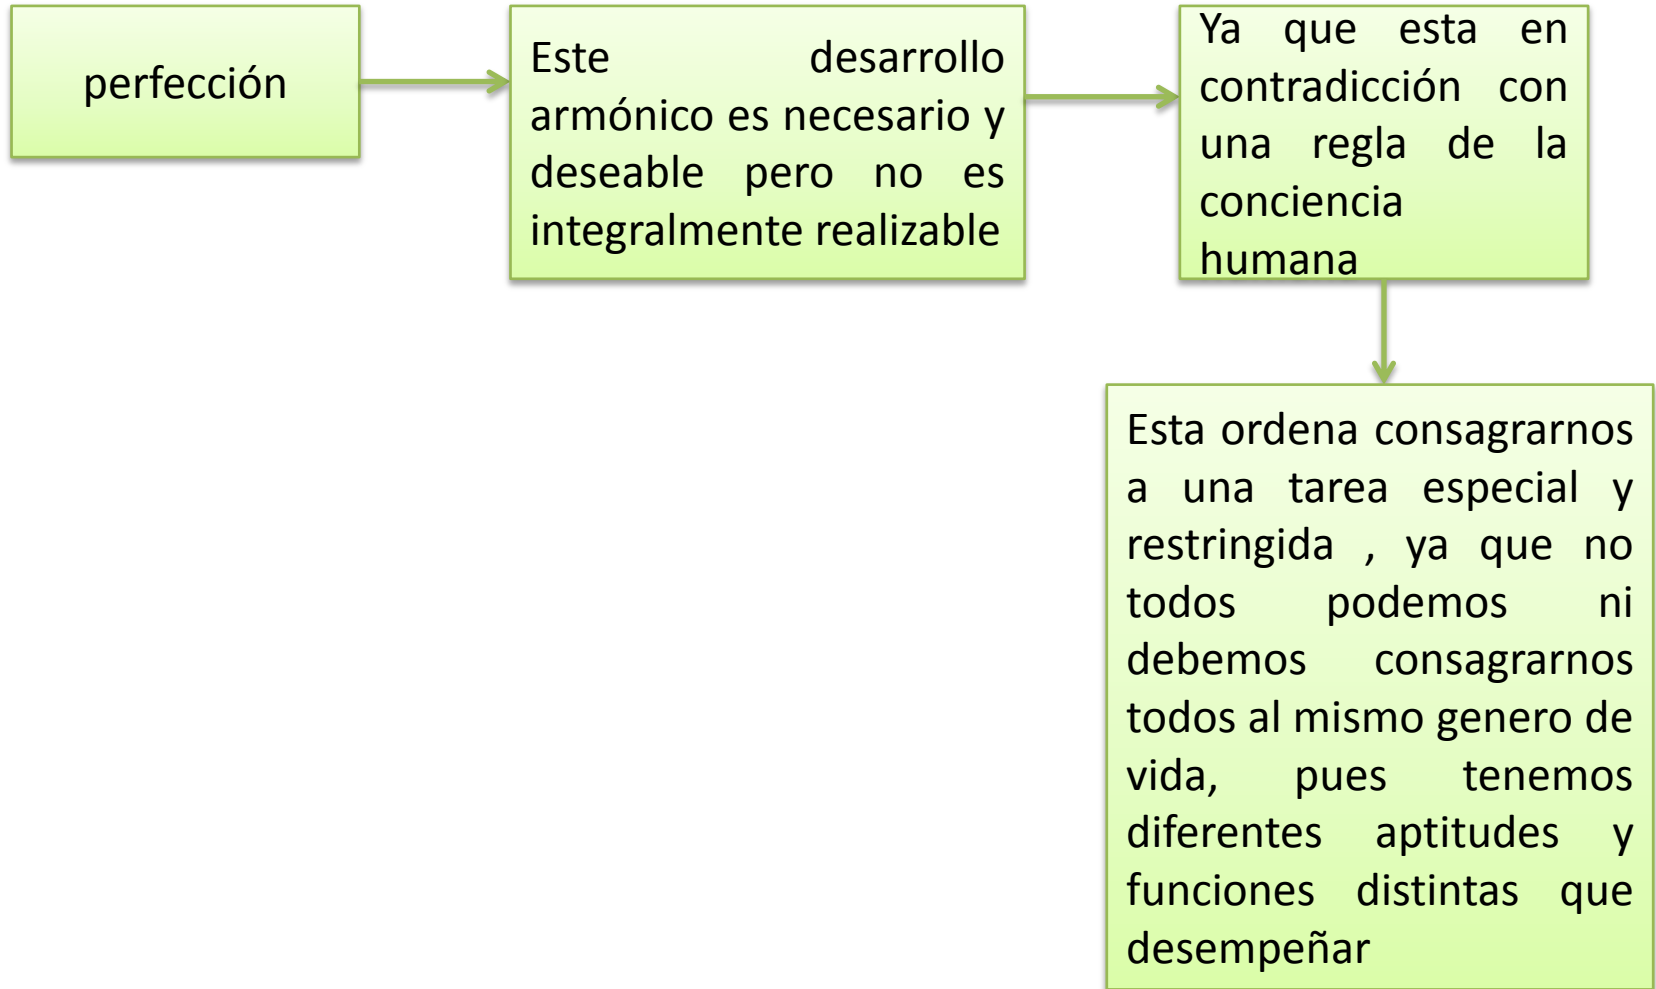 perfección
Este desarrollo
armónico es necesario y
deseable pero no es
integralmente realizable
Ya que esta en
contradicción con
una regla de la
conciencia
humana
Esta ordena consagrarnos
a una tarea especial y
restringida , ya que no
todos podemos ni
debemos consagrarnos
todos al mismo genero de
vida, pues tenemos
diferentes aptitudes y
funciones distintas que
desempeñar